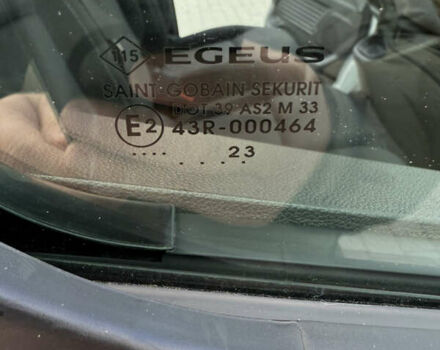 115 EGEUS
SAINT-GOBAIN SEKURIT
DOT 39 AS2 M 33
E2 43R-000464
.... 23
. ...